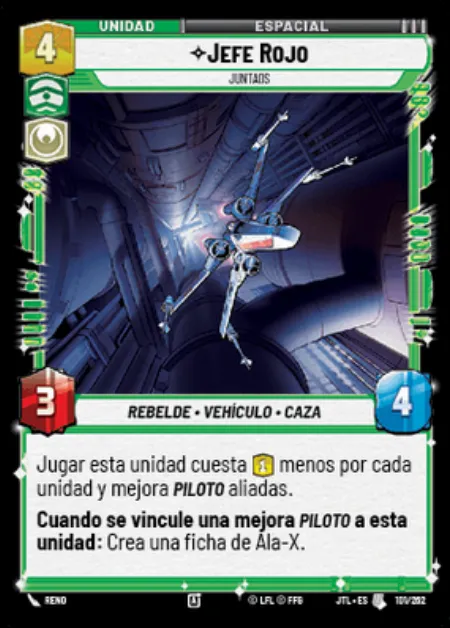 UNIDAD
ESPACIAL
4
JEFE ROJO
JUNTAOS
3
REBELDE • VEHÍCULO • CAZA
4
Jugar esta unidad cuesta 1 menos por cada
unidad y mejora PILOTO aliadas.
Cuando se vincule una mejora PILOTO a esta
unidad: Crea una ficha de Ala-X.
RENO
A
© LFL © FFG
JTL • ES
101/262